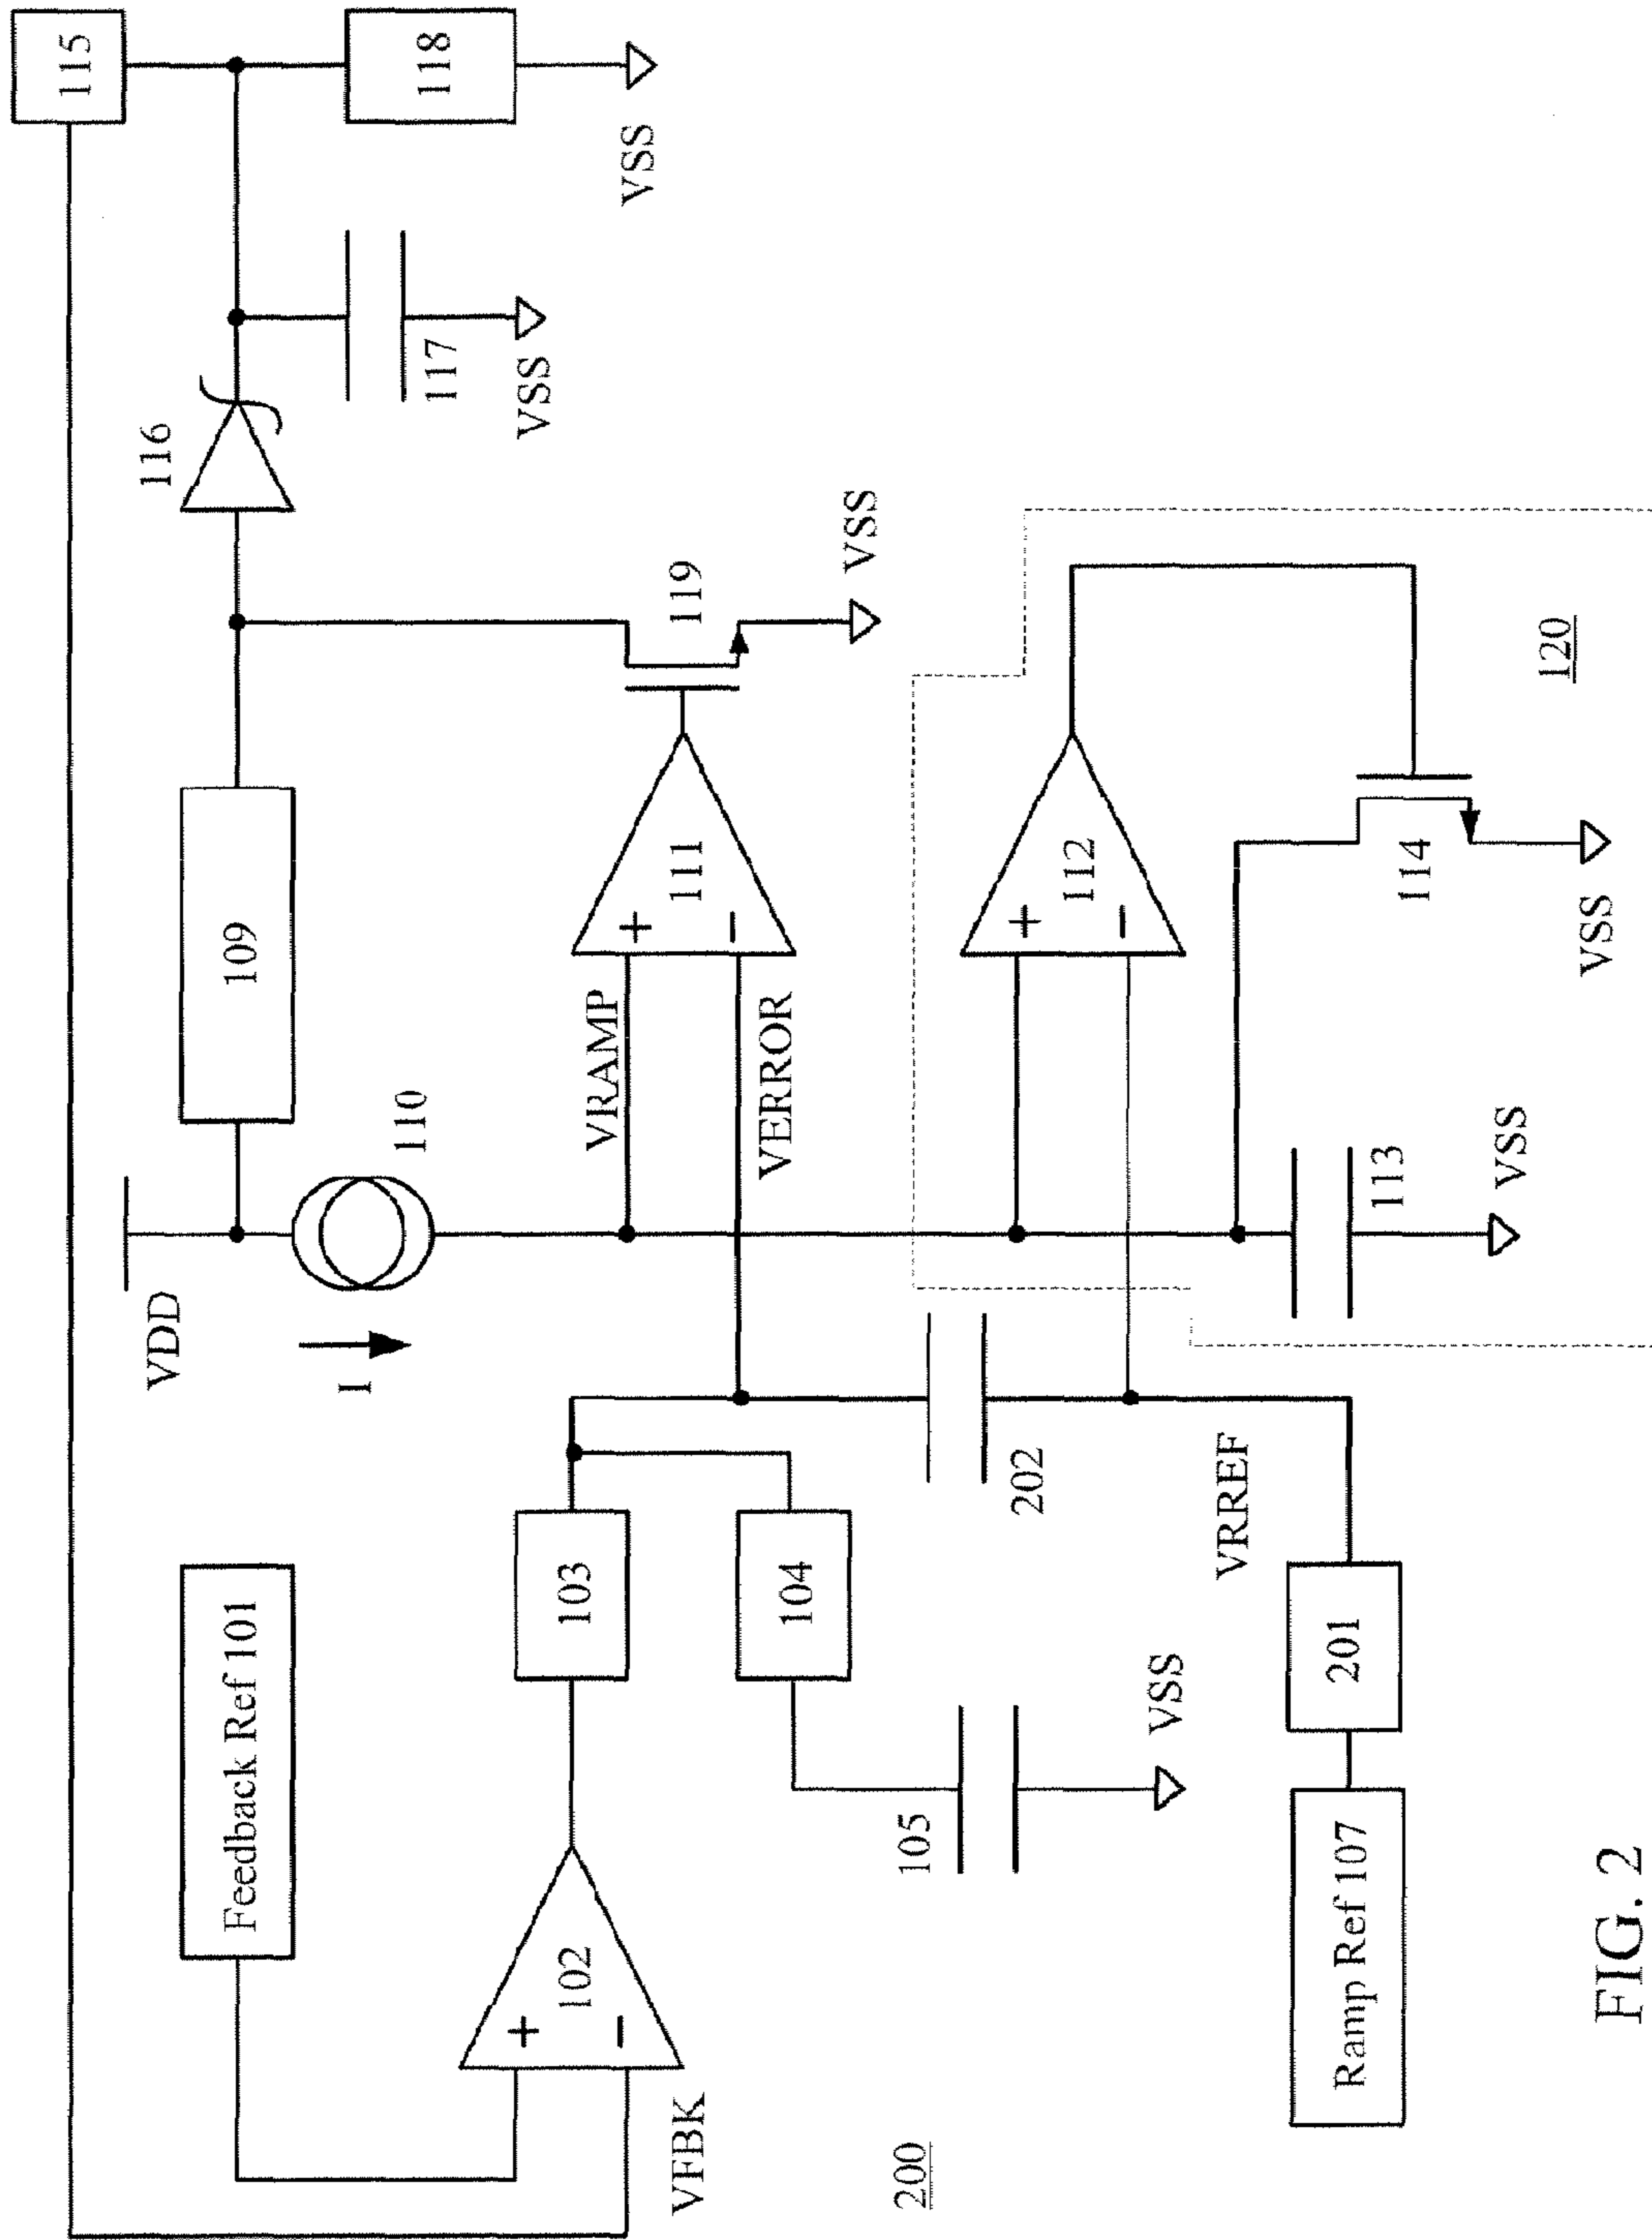 115
118
VSS
116
117
VSS
119
VSS
109
VDD
110
I
VRAMP
+
111
−
VERROR
+
112
−
120
114
VSS
113
VSS
Feedback Ref 101
103
104
202
VRREF
+
102
−
VFBK
105
VSS
201
Ramp Ref 107
200
FIG. 2